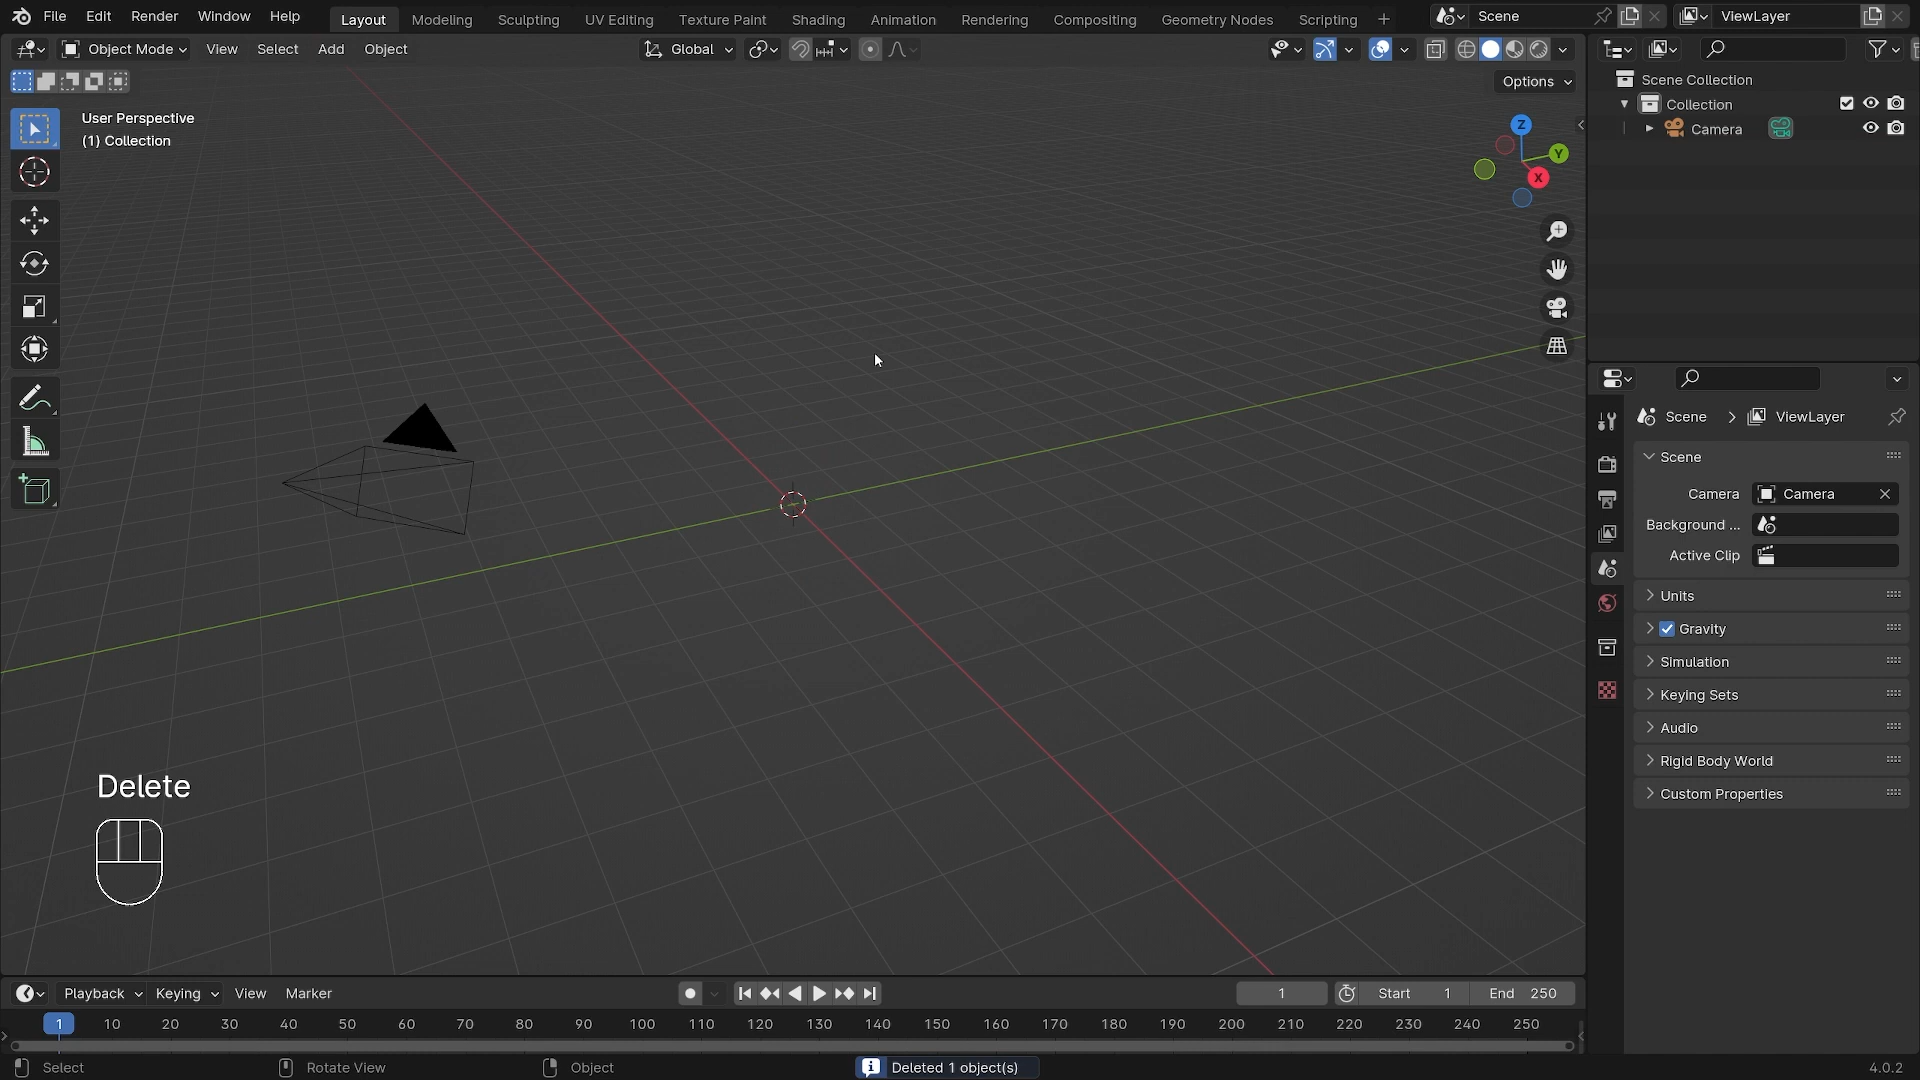 File Edit Render Window Help Layout Modeling Sculpting UV Editing Texture Paint Shading Animation Rendering Compositing Geometry Nodes Scripting Scene ViewLayer
Object Mode View Select Add Object Global
Options
User Perspective
(1) Collection
Z
Y
X
Delete
Scene Collection
Collection
Camera
Scene ViewLayer
Scene
Camera Camera
Background ...
Active Clip
Units
Gravity
Simulation
Keying Sets
Audio
Rigid Body World
Custom Properties
Playback Keying View Marker 1 Start 1 End 250
1 10 20 30 40 50 60 70 80 90 100 110 120 130 140 150 160 170 180 190 200 210 220 230 240 250
Select Rotate View Object Deleted 1 object(s) 4.0.2